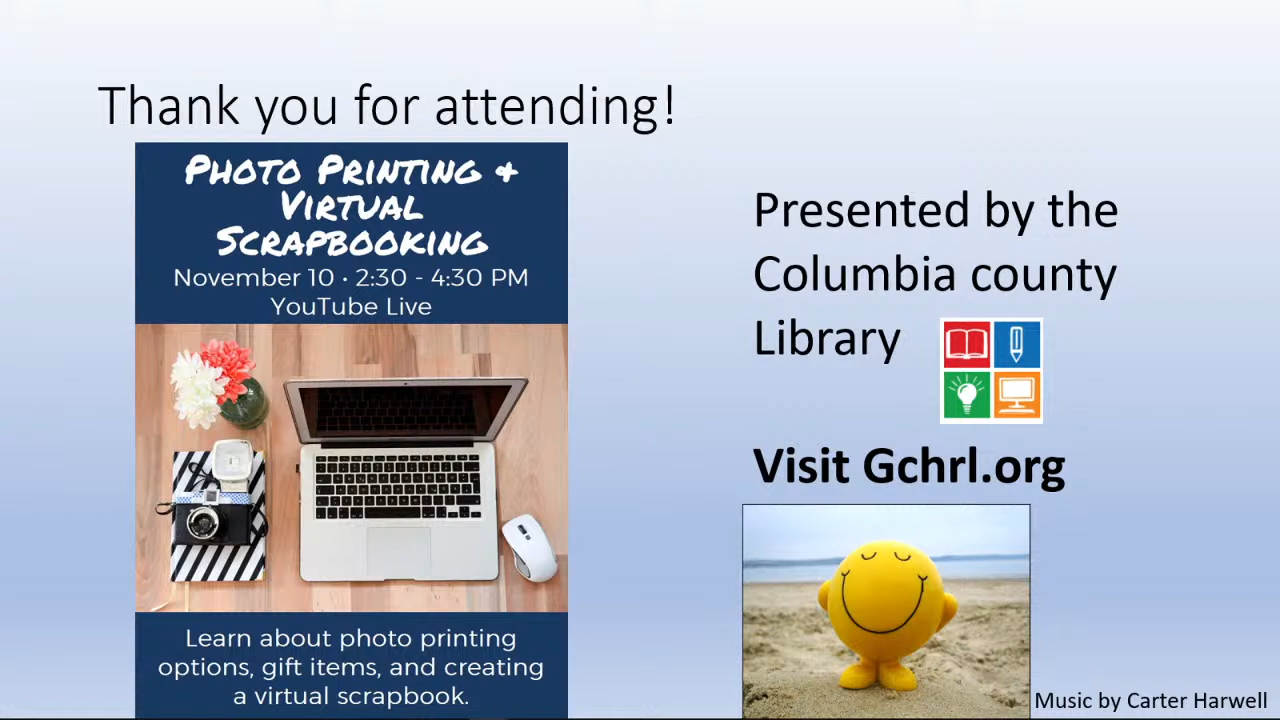 Thank you for attending!
PHOTO PRINTING &
VIRTUAL
SCRAPBOOKING
November 10 • 2:30 - 4:30 PM
YouTube Live
Learn about photo printing
options, gift items, and creating
a virtual scrapbook.
Presented by the
Columbia county
Library
Visit Gchrl.org
Music by Carter Harwell